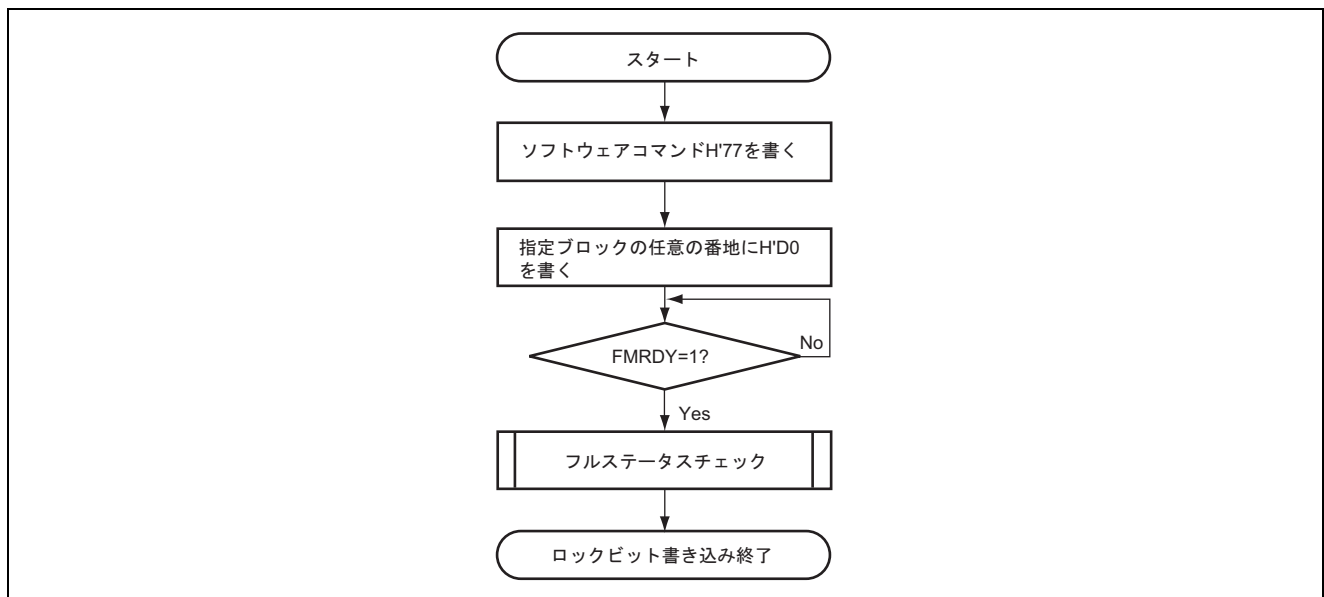 スタート
ソフトウェアコマンドH'77を書く
指定ブロックの任意の番地にH'D0
を書く
No
FMRDY=1?
Yes
フルステータスチェック
ロックビット書き込み終了